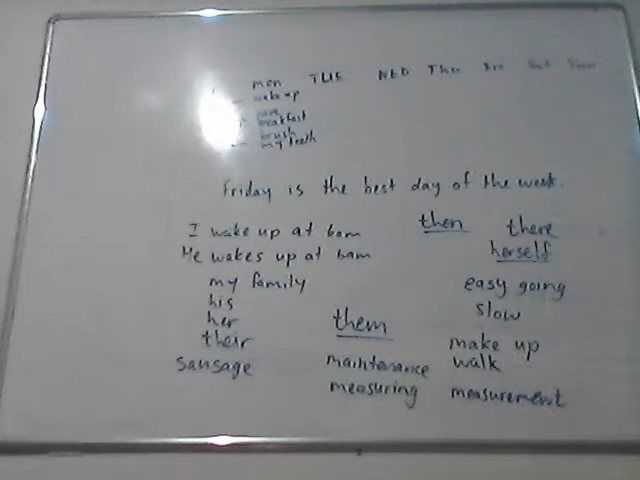 mon TUE WED Thu Fri Sat Sun
wake up
have
breakfast
brush
my teeth
Friday is the best day of the week.
I wake up at 6am then there
He wakes up at 6am herself
my family easy going
his slow
her them
their make up
sausage maintenance walk
measuring measurement